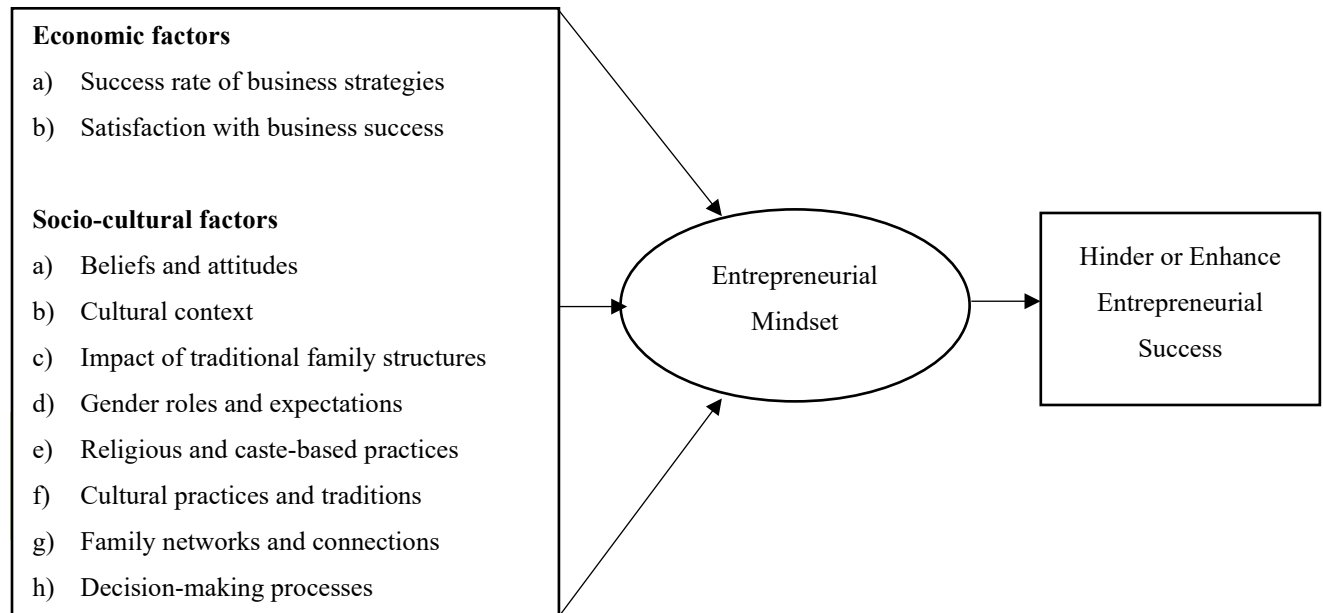 Economic factors
a) Success rate of business strategies
b) Satisfaction with business success
Socio-cultural factors
a) Beliefs and attitudes
b) Cultural context
c) Impact of traditional family structures
d) Gender roles and expectations
e) Religious and caste-based practices
f) Cultural practices and traditions
g) Family networks and connections
h) Decision-making processes
Entrepreneurial
Mindset
Hinder or Enhance
Entrepreneurial
Success